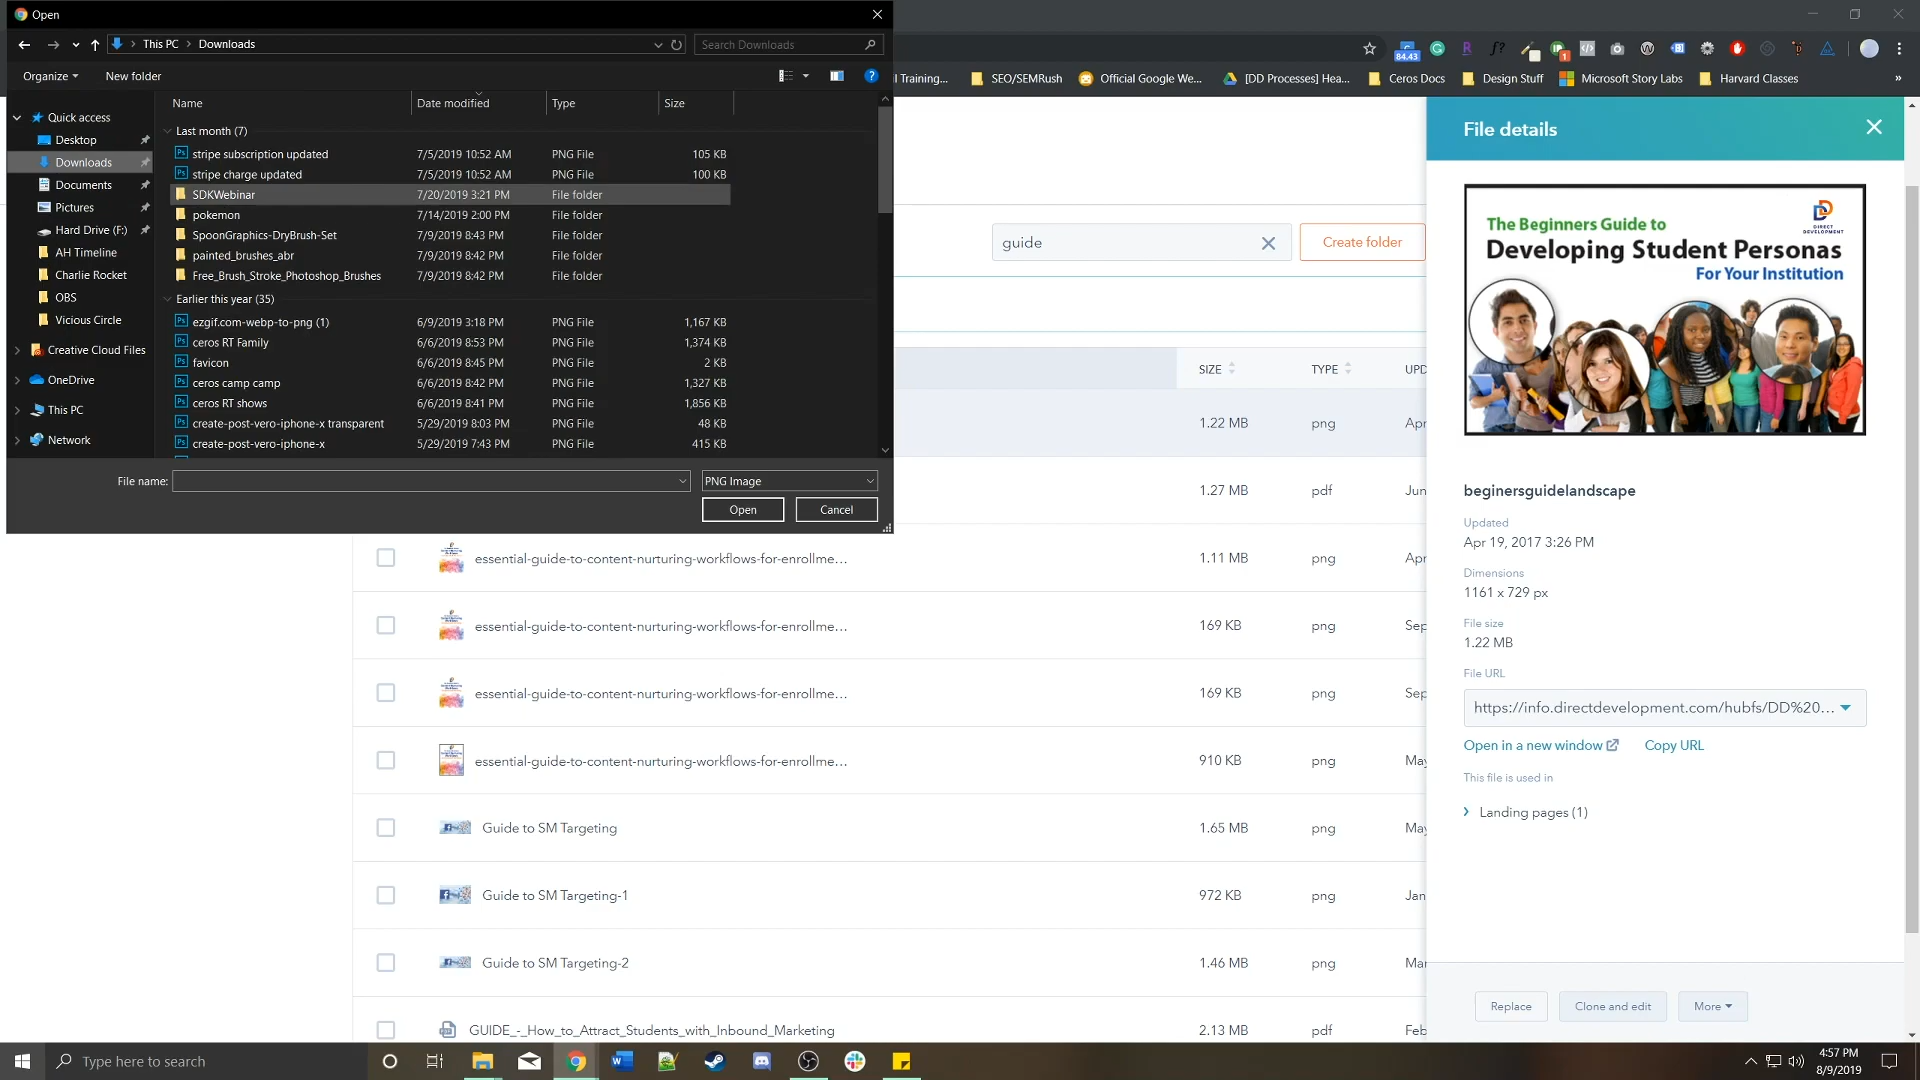 Open
This PC
Downloads
Search Downloads
Organize
New folder
Name
Date modified
Type
Size
Quick access
Desktop
Downloads
Documents
Pictures
Hard Drive (F:)
AH Timeline
Charlie Rocket
OBS
Vicious Circle
Creative Cloud Files
OneDrive
This PC
Network
Last month (7)
stripe subscription updated 7/5/2019 10:52 AM PNG File 105 KB
stripe charge updated 7/5/2019 10:52 AM PNG File 100 KB
SDKWebinar 7/20/2019 3:21 PM File folder
pokemon 7/14/2019 2:00 PM File folder
SpoonGraphics-DryBrush-Set 7/9/2019 8:43 PM File folder
painted_brushes_abr 7/9/2019 8:42 PM File folder
Free_Brush_Stroke_Photoshop_Brushes 7/9/2019 8:42 PM File folder
Earlier this year (35)
ezgif.com-webp-to-png (1) 6/9/2019 3:18 PM PNG File 1,167 KB
ceros RT Family 6/6/2019 8:53 PM PNG File 1,374 KB
favicon 6/6/2019 8:45 PM PNG File 2 KB
ceros camp camp 6/6/2019 8:42 PM PNG File 1,327 KB
ceros RT shows 6/6/2019 8:41 PM PNG File 1,856 KB
create-post-vero-iphone-x transparent 5/29/2019 8:03 PM PNG File 48 KB
create-post-vero-iphone-x 5/29/2019 7:43 PM PNG File 415 KB
File name:
PNG Image
Open
Cancel
84.43
il Training...
SEO/SEMRush
Official Google We...
[DD Processes] Hea...
Ceros Docs
Design Stuff
Microsoft Story Labs
Harvard Classes
»
guide
Create folder
SIZE TYPE UPD
1.22 MB png Apr
1.27 MB pdf Jun
essential-guide-to-content-nurturing-workflows-for-enrollme... 1.11 MB png Apr
essential-guide-to-content-nurturing-workflows-for-enrollme... 169 KB png Sep
essential-guide-to-content-nurturing-workflows-for-enrollme... 169 KB png Sep
essential-guide-to-content-nurturing-workflows-for-enrollme... 910 KB png May
Guide to SM Targeting 1.65 MB png May
Guide to SM Targeting-1 972 KB png Jan
Guide to SM Targeting-2 1.46 MB png Mar
GUIDE_-_How_to_Attract_Students_with_Inbound_Marketing 2.13 MB pdf Feb
File details
The Beginners Guide to
Developing Student Personas
For Your Institution
DIRECT
DEVELOPMENT
beginersguidelandscape
Updated
Apr 19, 2017 3:26 PM
Dimensions
1161 x 729 px
File size
1.22 MB
File URL
https://info.directdevelopment.com/hubfs/DD%20...
Open in a new window
Copy URL
This file is used in
Landing pages (1)
Replace
Clone and edit
More
Type here to search
4:57 PM
8/9/2019